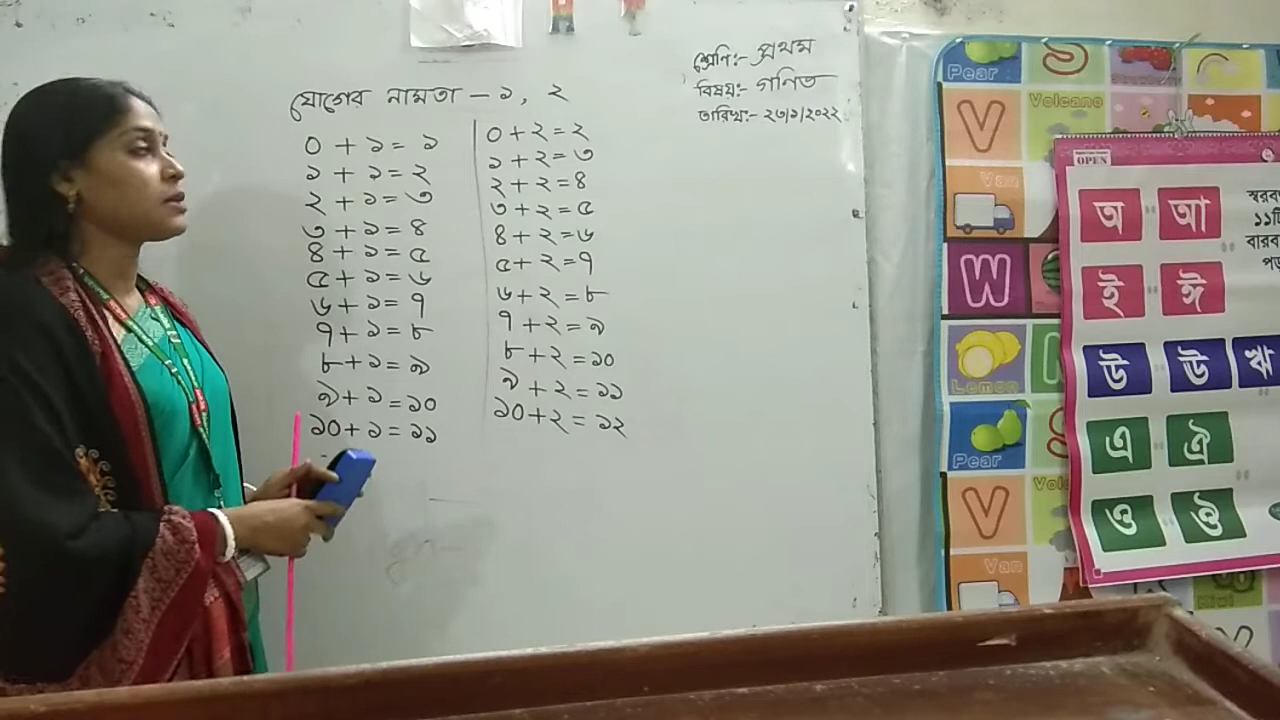 শ্রেণি:- প্রথম
বিষয়:- গনিত
তারিখ:- ২৩/১/২০২২
যোগের নামতা – ১, ২
০ + ১ = ১
১ + ১ = ২
২ + ১ = ৩
৩ + ১ = ৪
৪ + ১ = ৫
৫ + ১ = ৬
৬ + ১ = ৭
৭ + ১ = ৮
৮ + ১ = ৯
৯ + ১ = ১০
১০ + ১ = ১১
০ + ২ = ২
১ + ২ = ৩
২ + ২ = ৪
৩ + ২ = ৫
৪ + ২ = ৬
৫ + ২ = ৭
৬ + ২ = ৮
৭ + ২ = ৯
৮ + ২ = ১০
৯ + ২ = ১১
১০ + ২ = ১২
Pear
V
Volcano
Van
W
Lemon
Pear
V
Van
OPEN
অ আ
ই ঈ
উ ঊ ঋ
এ ঐ
ও ঔ
১১টি